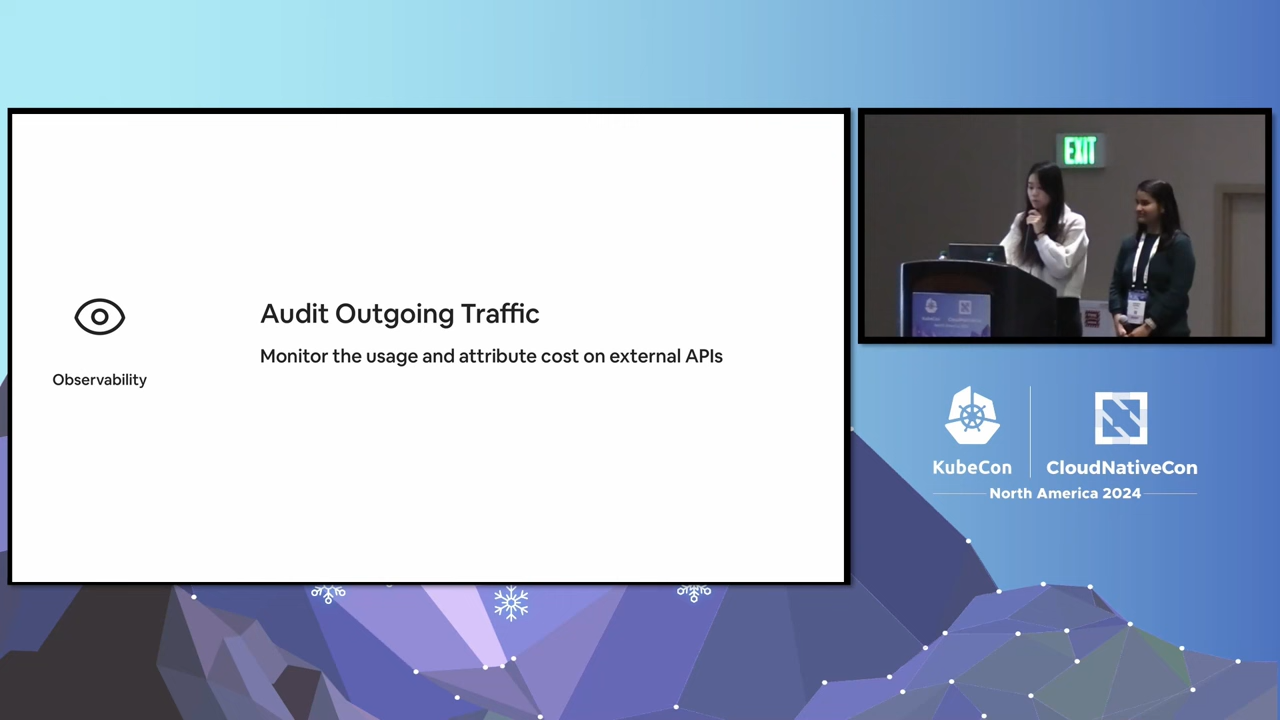 Observability
Audit Outgoing Traffic
Monitor the usage and attribute cost on external APIs
EXIT
KubeCon
CloudNativeCon
North America 2024